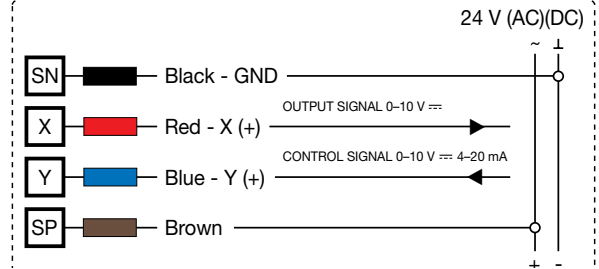 24 V (AC)(DC)
~ ⊥
SN Black - GND
X Red - X (+) OUTPUT SIGNAL 0–10 V ⎓
Y Blue - Y (+) CONTROL SIGNAL 0–10 V ⎓ 4–20 mA
SP Brown
+ -